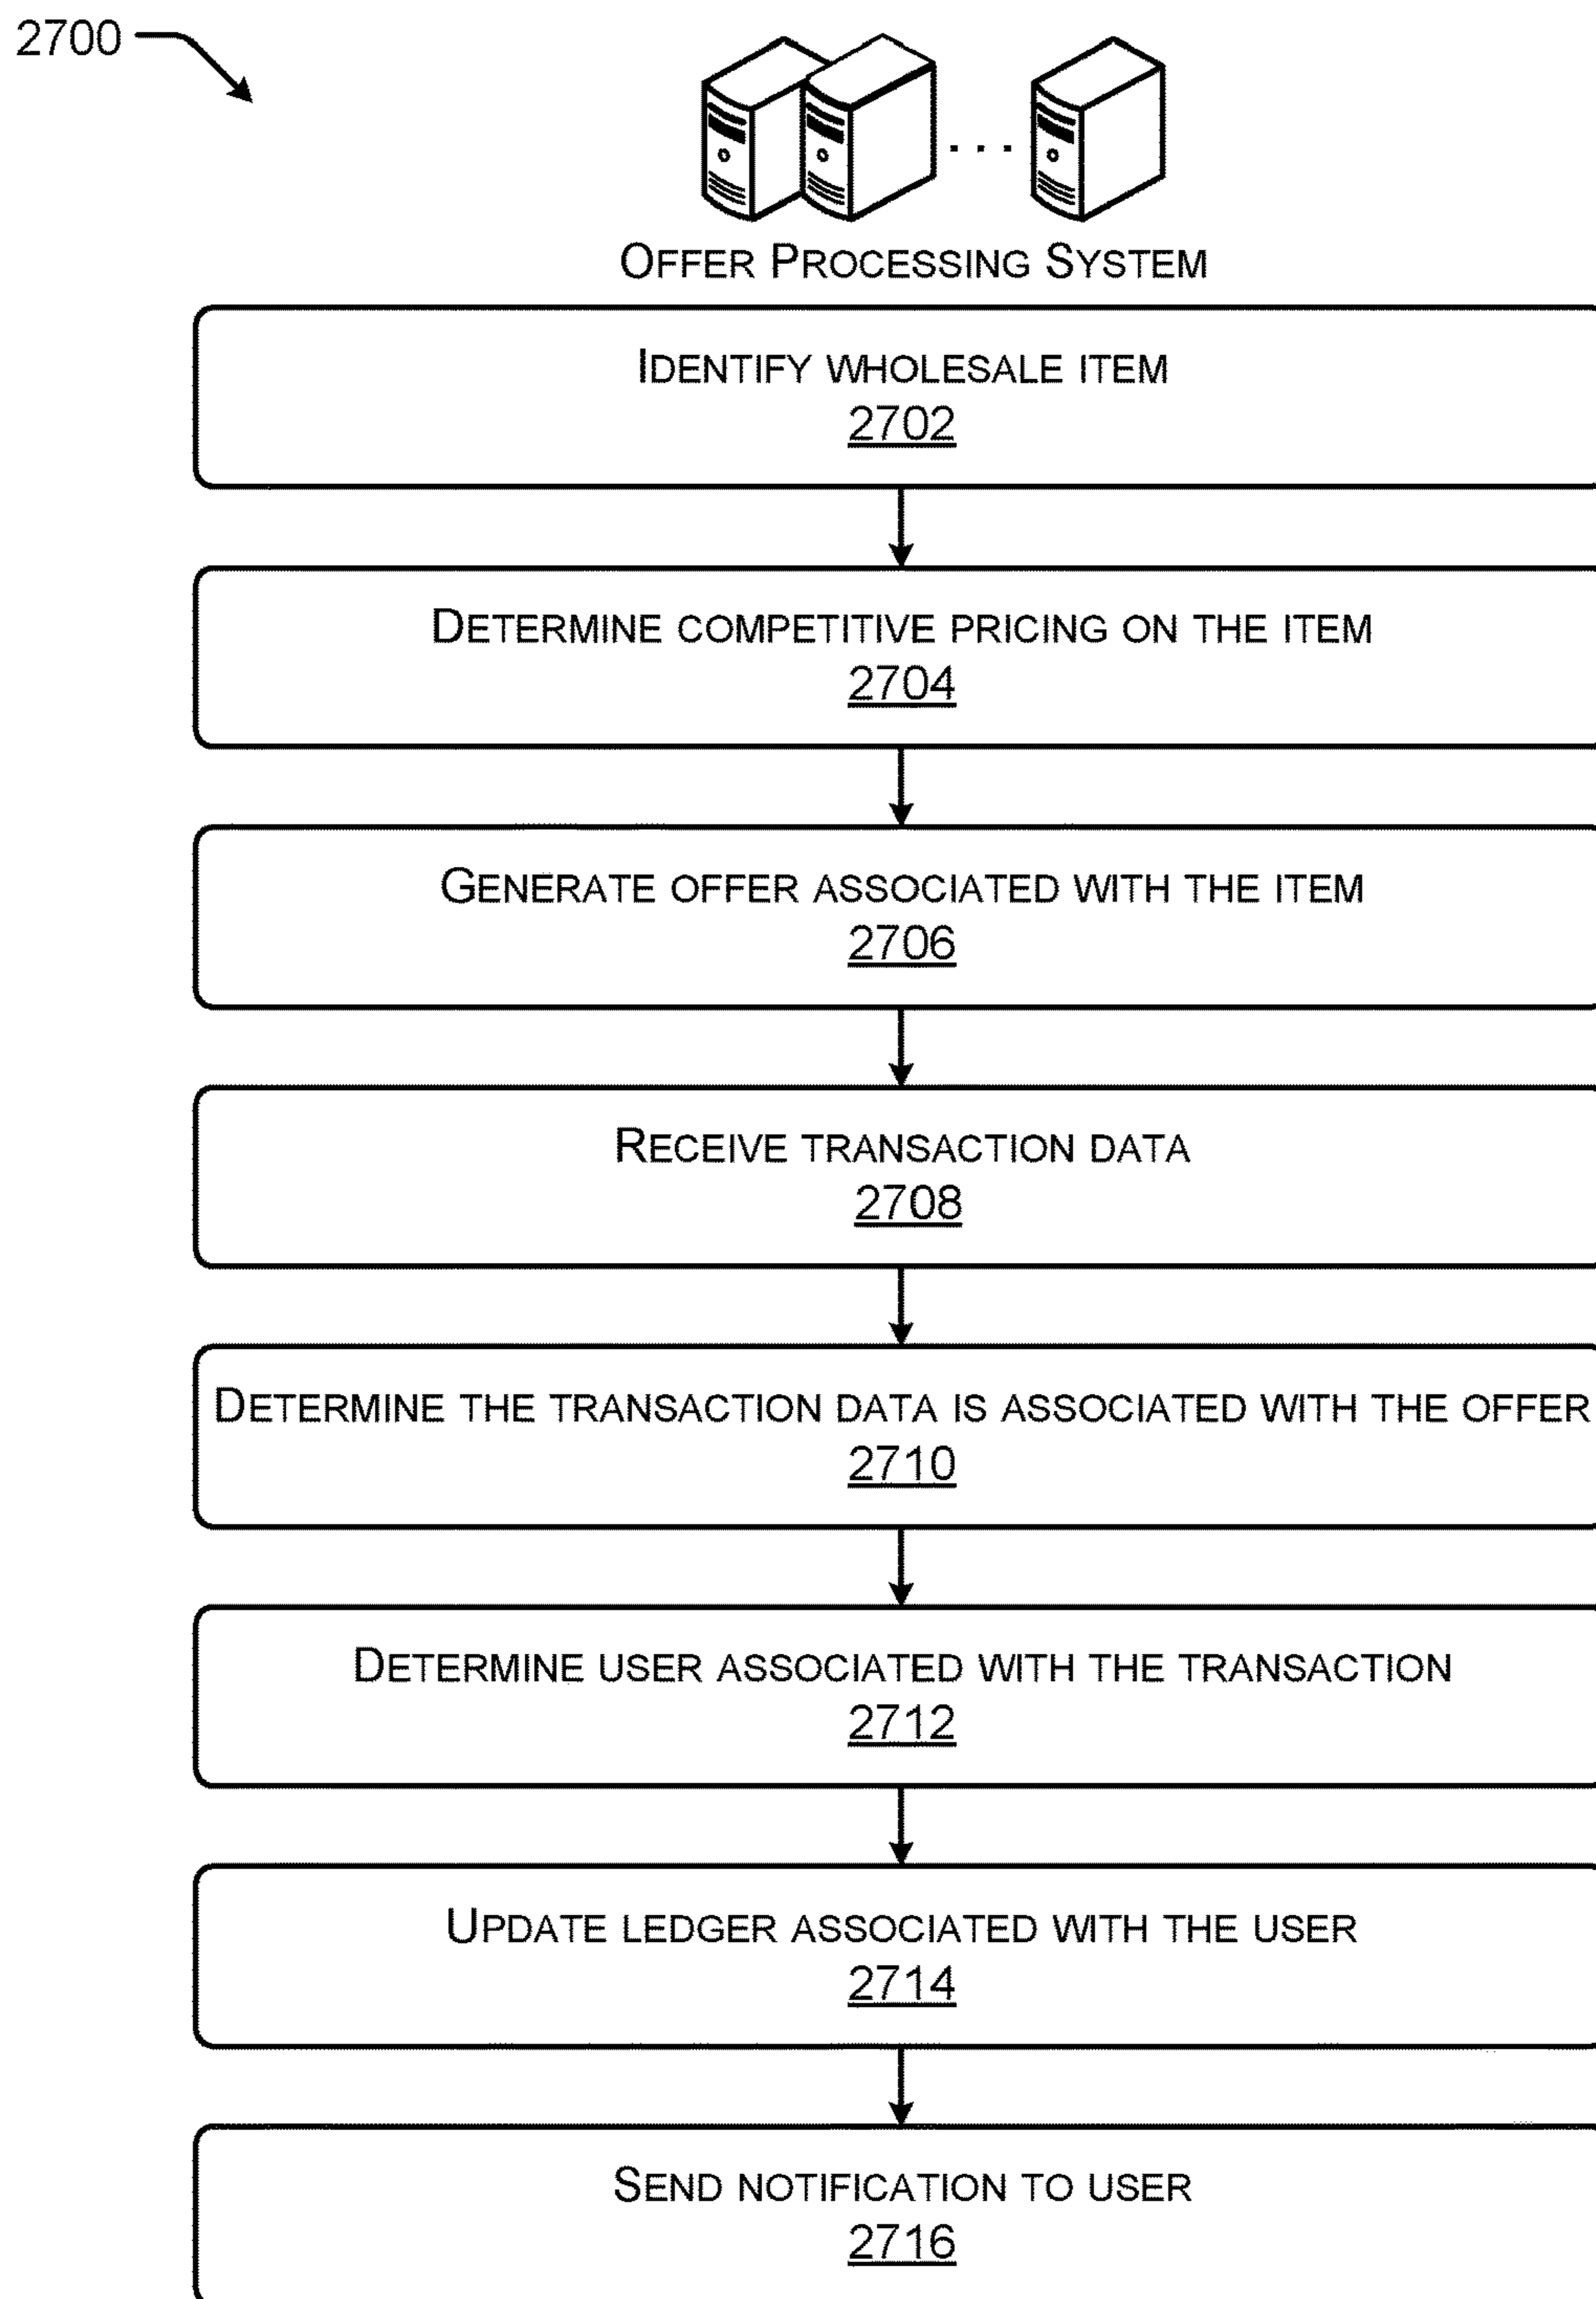 2700
OFFER PROCESSING SYSTEM
IDENTIFY WHOLESALE ITEM
2702
DETERMINE COMPETITIVE PRICING ON THE ITEM
2704
GENERATE OFFER ASSOCIATED WITH THE ITEM
2706
RECEIVE TRANSACTION DATA
2708
DETERMINE THE TRANSACTION DATA IS ASSOCIATED WITH THE OFFER
2710
DETERMINE USER ASSOCIATED WITH THE TRANSACTION
2712
UPDATE LEDGER ASSOCIATED WITH THE USER
2714
SEND NOTIFICATION TO USER
2716